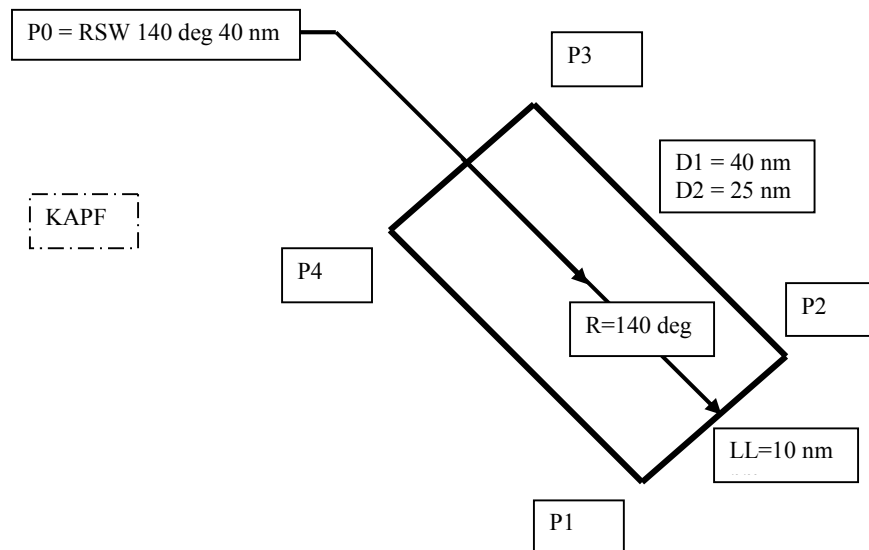 P0 = RSW 140 deg 40 nm
P3
D1 = 40 nm
D2 = 25 nm
KAPF
P4
P2
R=140 deg
LL=10 nm
P1